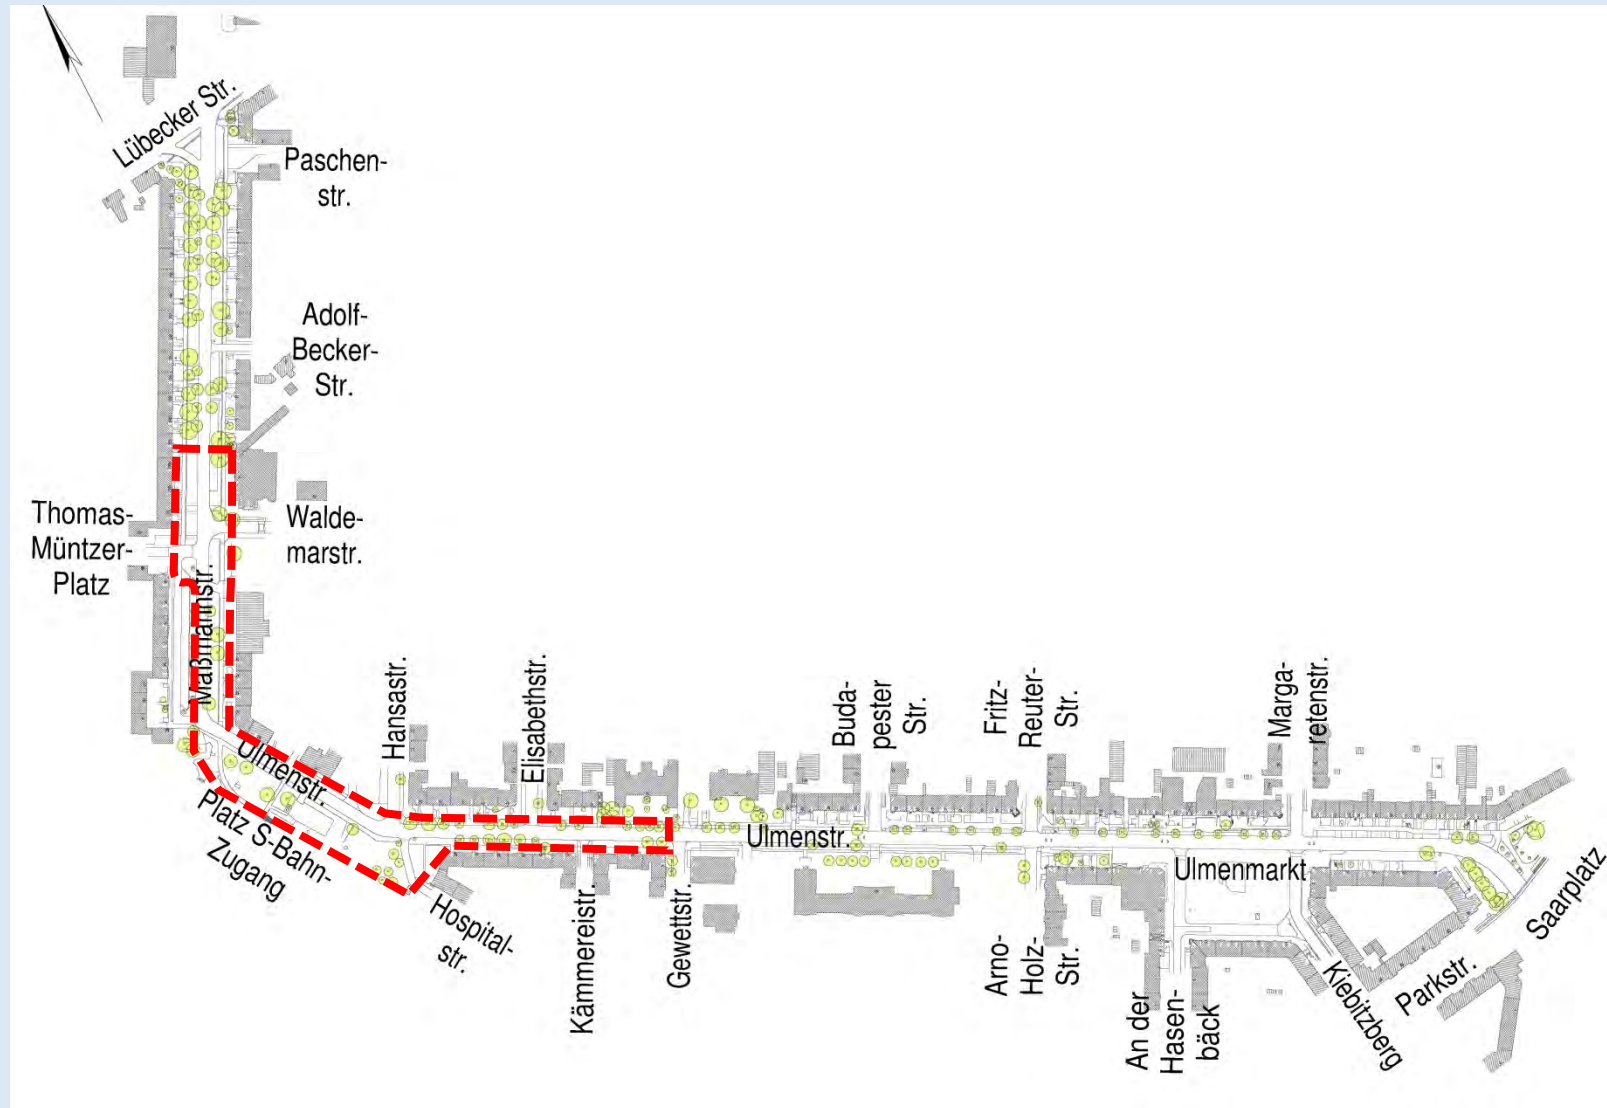 Lübecker Str.
Paschen-
str.
Adolf-
Becker-
Str.
Thomas-
Müntzer-
Platz
Walde-
marstr.
Maßmannstr.
Ulmenstr.
Platz S-Bahn-
Zugang
Hansastr.
Elisabethstr.
Hospital-
str.
Kämmereistr.
Gewettstr.
Ulmenstr.
Buda-
pester
Str.
Fritz-
Reuter-
Str.
Marga-
retenstr.
Arno-
Holz-
Str.
An der
Hasen-
bäck
Ulmenmarkt
Kiebitzberg
Parkstr.
Saarplatz